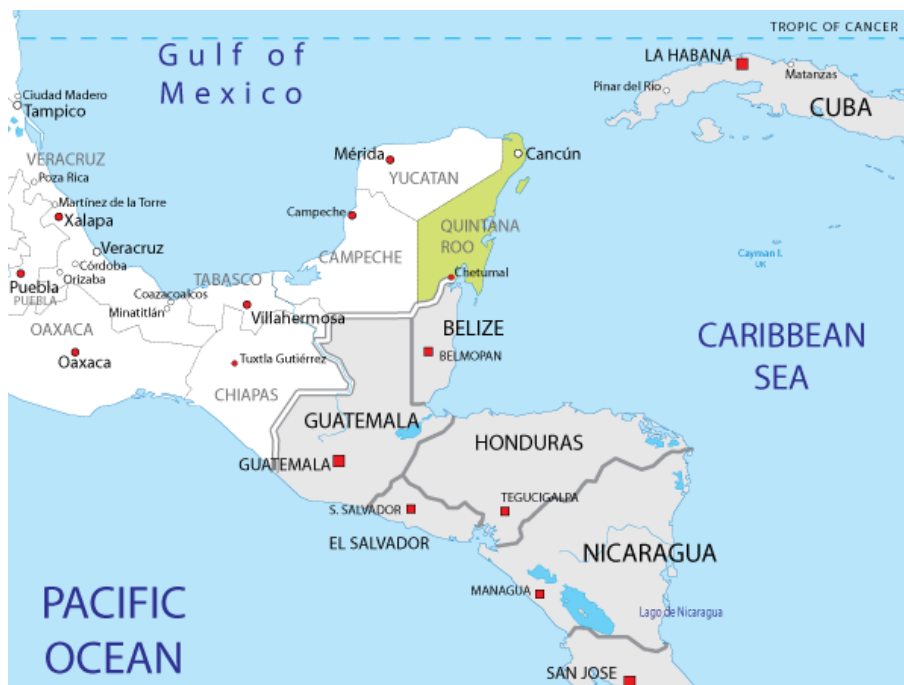 TROPIC OF CANCER
Gulf of
Mexico
LA HABANA
Matanzas
Pinar del Rio
CUBA
Ciudad Madero
Tampico
Mérida
Cancún
VERACRUZ
YUCATAN
Poza Rica
Martínez de la Torre
Xalapa
Campeche
QUINTANA
ROO
Veracruz
CAMPECHE
Cayman I.
UK
Córdoba
Orizaba
Puebla
PUEBLA
TABASCO
Chetumal
Coazacoalcos
Minatitlán
Villahermosa
OAXACA
Oaxaca
BELIZE
BELMOPAN
CARIBBEAN
SEA
Tuxtla Gutiérrez
CHIAPAS
GUATEMALA
HONDURAS
GUATEMALA
TEGUCIGALPA
S. SALVADOR
EL SALVADOR
NICARAGUA
MANAGUA
Lago de Nicaragua
PACIFIC
OCEAN
SAN JOSE